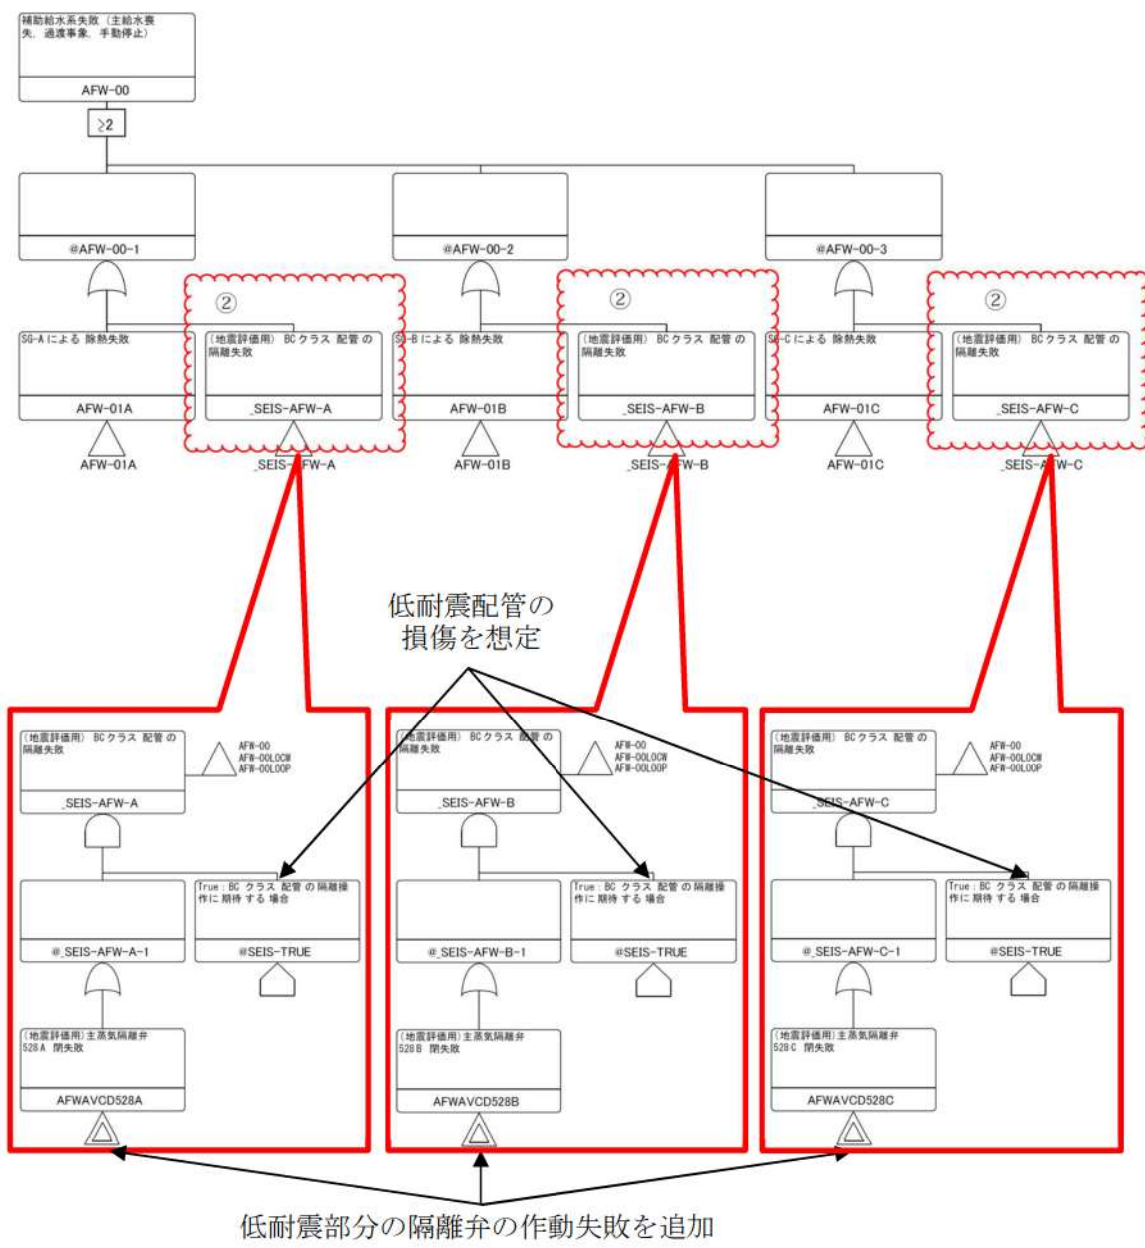 補助給水系失敗（主給水喪
失，過渡事象，手動停止）
AFW-00
≧2
@AFW-00-1
@AFW-00-2
@AFW-00-3
②
②
②
SG-Aによる 除熱失敗
(地震評価用) BCクラス 配管 の
隔離失敗
SG-Bによる 除熱失敗
(地震評価用) BCクラス 配管 の
隔離失敗
SG-Cによる 除熱失敗
(地震評価用) BCクラス 配管 の
隔離失敗
AFW-01A
_SEIS-AFW-A
AFW-01B
_SEIS-AFW-B
AFW-01C
_SEIS-AFW-C
AFW-01A
_SEIS-AFW-A
AFW-01B
_SEIS-AFW-B
AFW-01C
_SEIS-AFW-C
低耐震配管の
損傷を想定
(地震評価用) BCクラス 配管 の
隔離失敗
AFW-00
AFW-00LOCW
AFW-00LOOP
_SEIS-AFW-A
(地震評価用) BCクラス 配管 の
隔離失敗
AFW-00
AFW-00LOCW
AFW-00LOOP
_SEIS-AFW-B
(地震評価用) BCクラス 配管 の
隔離失敗
AFW-00
AFW-00LOCW
AFW-00LOOP
_SEIS-AFW-C
True：BC クラス 配管 の隔離操
作に 期待 する 場合
@_SEIS-AFW-A-1
@SEIS-TRUE
True：BC クラス 配管 の隔離操
作に 期待 する 場合
@_SEIS-AFW-B-1
@SEIS-TRUE
True：BC クラス 配管 の隔離操
作に 期待 する 場合
@_SEIS-AFW-C-1
@SEIS-TRUE
(地震評価用)主蒸気隔離弁
528A 閉失敗
AFWAVCD528A
(地震評価用)主蒸気隔離弁
528B 閉失敗
AFWAVCD528B
(地震評価用)主蒸気隔離弁
528C 閉失敗
AFWAVCD528C
低耐震部分の隔離弁の作動失敗を追加